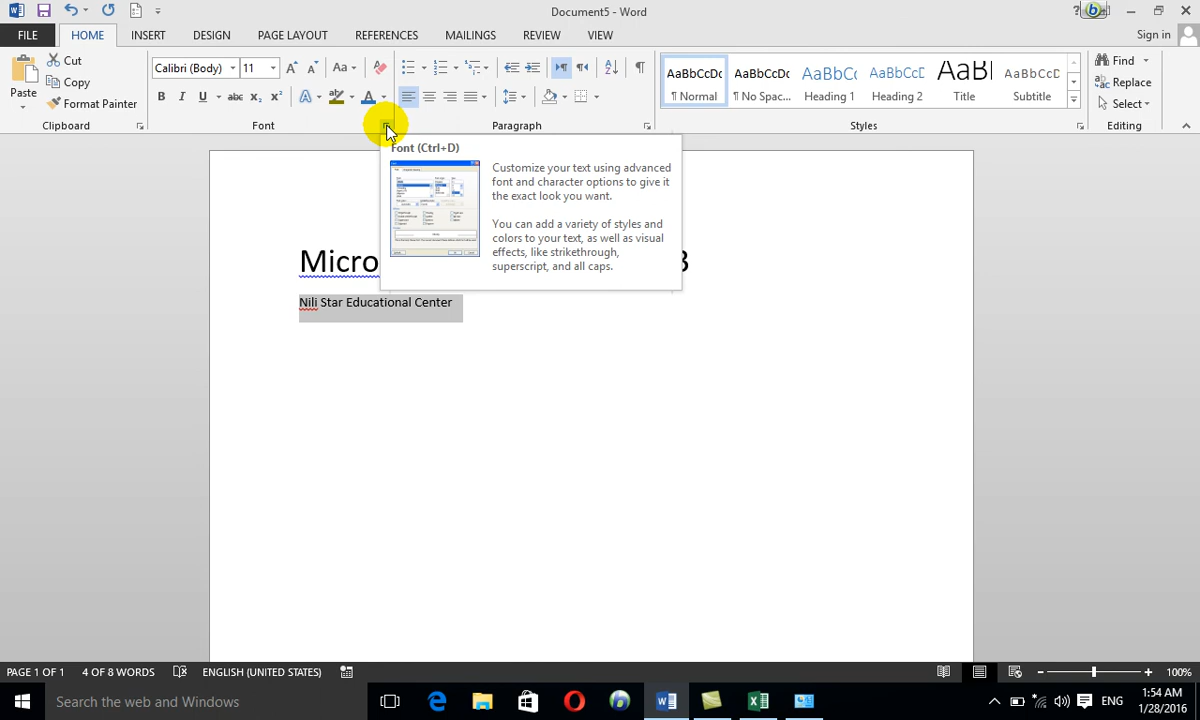 Document5 - Word
?
FILE HOME INSERT DESIGN PAGE LAYOUT REFERENCES MAILINGS REVIEW VIEW Sign in
Paste
Cut
Copy
Format Painter
Clipboard
Calibri (Body) 11 Aa
B I U abc X₂ X² A A
Font
Paragraph
AaBbCcDc AaBbCcDc AaBbCc AaBbCcD AaB AaBbCcD
¶ Normal ¶ No Spac... Heading 1 Heading 2 Title Subtitle
Styles
Find
Replace
Select
Editing
Font (Ctrl+D)
Customize your text using advanced
font and character options to give it
the exact look you want.
You can add a variety of styles and
colors to your text, as well as visual
effects, like strikethrough,
superscript, and all caps.
Micro
Nili Star Educational Center
PAGE 1 OF 1 4 OF 8 WORDS ENGLISH (UNITED STATES) 100%
Search the web and Windows
ENG
1:54 AM
1/28/2016